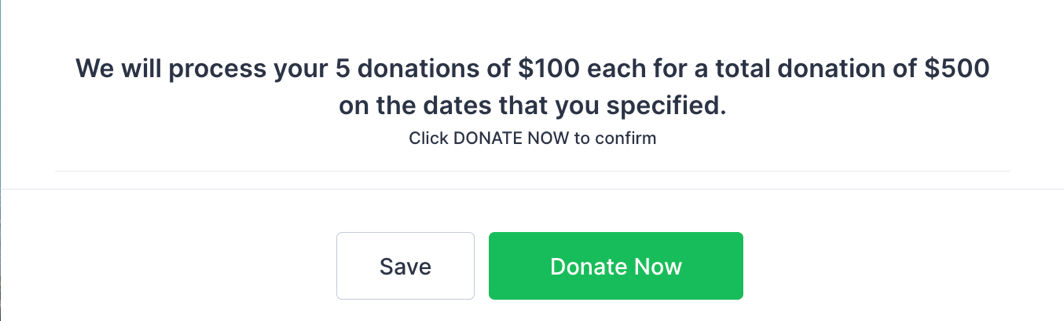 We will process your 5 donations of $100 each for a total donation of $500
on the dates that you specified.
Click DONATE NOW to confirm
Save
Donate Now